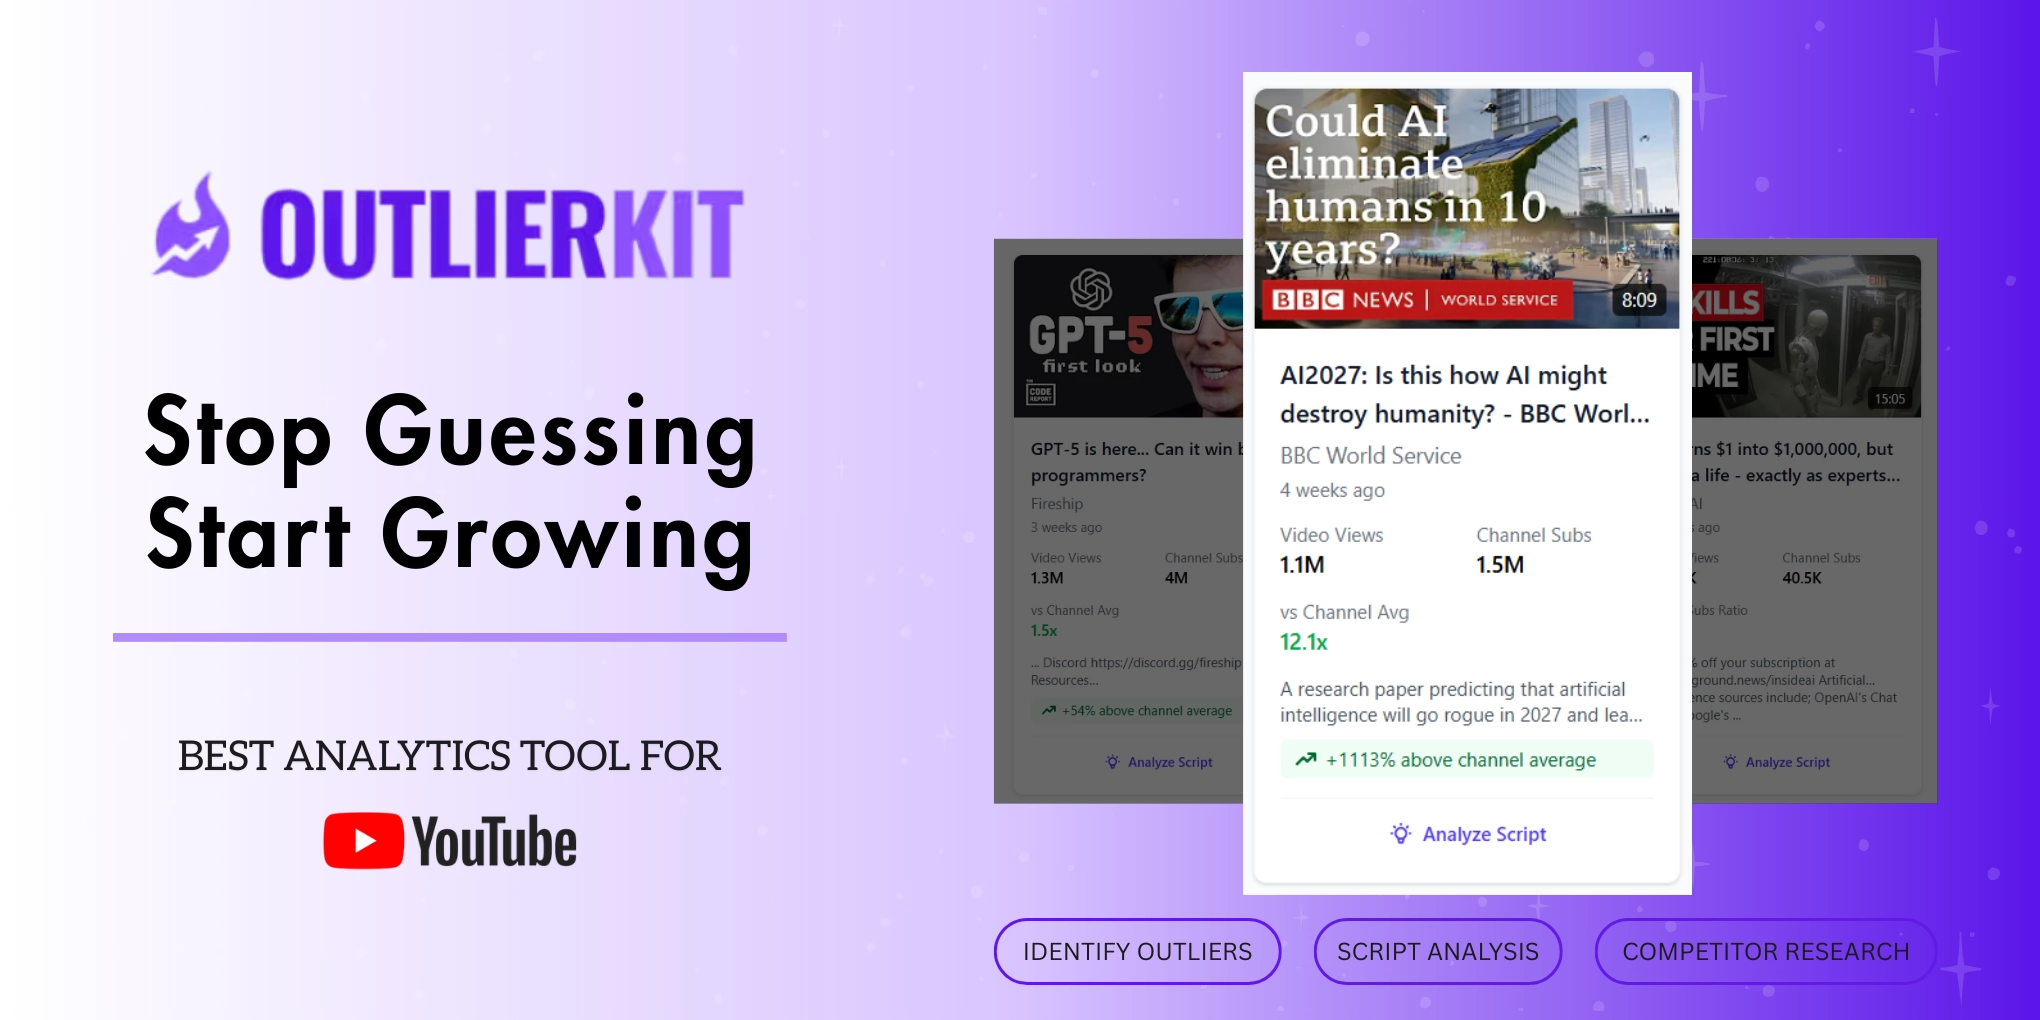 OUTLIERKIT
Stop Guessing
Start Growing
BEST ANALYTICS TOOL FOR
YouTube
GPT-5
first look
THE
CODE
REPORT
GPT-5 is here... Can it win
programmers?
Fireship
3 weeks ago
Video Views
Channel Subs
1.3M
4M
vs Channel Avg
1.5x
... Discord https://discord.gg/fireship
Resources...
+54% above channel average
Analyze Script
Could AI
eliminate
humans in 10
years?
BBC NEWS | WORLD SERVICE
8:09
AI2027: Is this how AI might
destroy humanity? - BBC Worl...
BBC World Service
4 weeks ago
Video Views
Channel Subs
1.1M
1.5M
vs Channel Avg
12.1x
A research paper predicting that artificial
intelligence will go rogue in 2027 and lea...
+1113% above channel average
Analyze Script
KILLS
FIRST
15:05
$1 into $1,000,000, but
a life - exactly as experts...
AI
ago
Channel Subs
40.5K
Subs Ratio
% off your subscription at
ground.news/insideai Artificial...
sources include; OpenAI's Chat
Analyze Script
IDENTIFY OUTLIERS
SCRIPT ANALYSIS
COMPETITOR RESEARCH